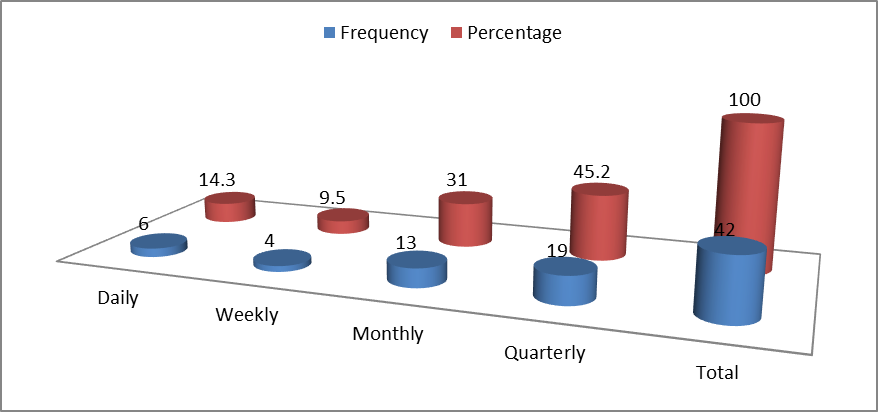 Frequency Percentage
100
14.3 9.5 31 45.2
6 4 13 19 42
Daily
Weekly
Monthly
Quarterly
Total